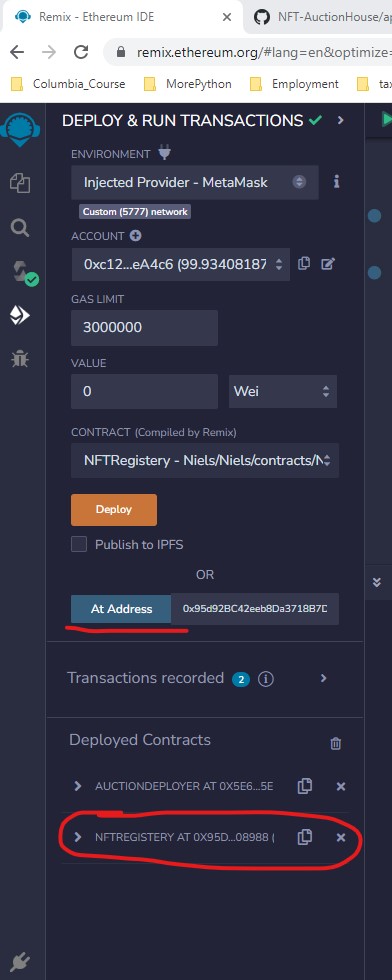 Remix - Ethereum IDE
NFT-AuctionHouse/ap
remix.ethereum.org/#lang=en&optimize=
Columbia_Course
MorePython
Employment
tax
DEPLOY & RUN TRANSACTIONS
ENVIRONMENT
Injected Provider - MetaMask
Custom (5777) network
ACCOUNT
0xc12...eA4c6 (99.93408187
GAS LIMIT
3000000
VALUE
0
Wei
CONTRACT (Compiled by Remix)
NFTRegistery - Niels/Niels/contracts/N
Deploy
Publish to IPFS
OR
At Address
0x95d92BC42eeb8Da3718B7D
Transactions recorded 2 i
Deployed Contracts
AUCTIONDEPLOYER AT 0X5E6...5E
NFTREGISTERY AT 0X95D...08988 (